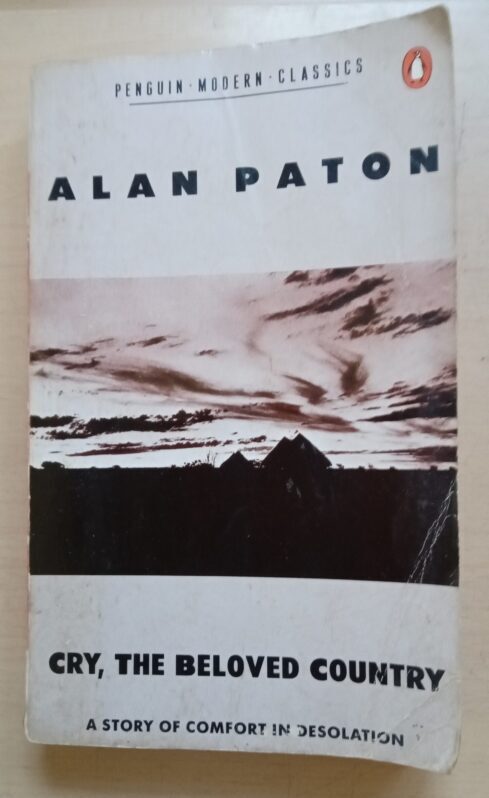 PENGUIN · MODERN · CLASSICS
ALAN PATON
CRY, THE BELOVED COUNTRY
A STORY OF COMFORT IN DESOLATION